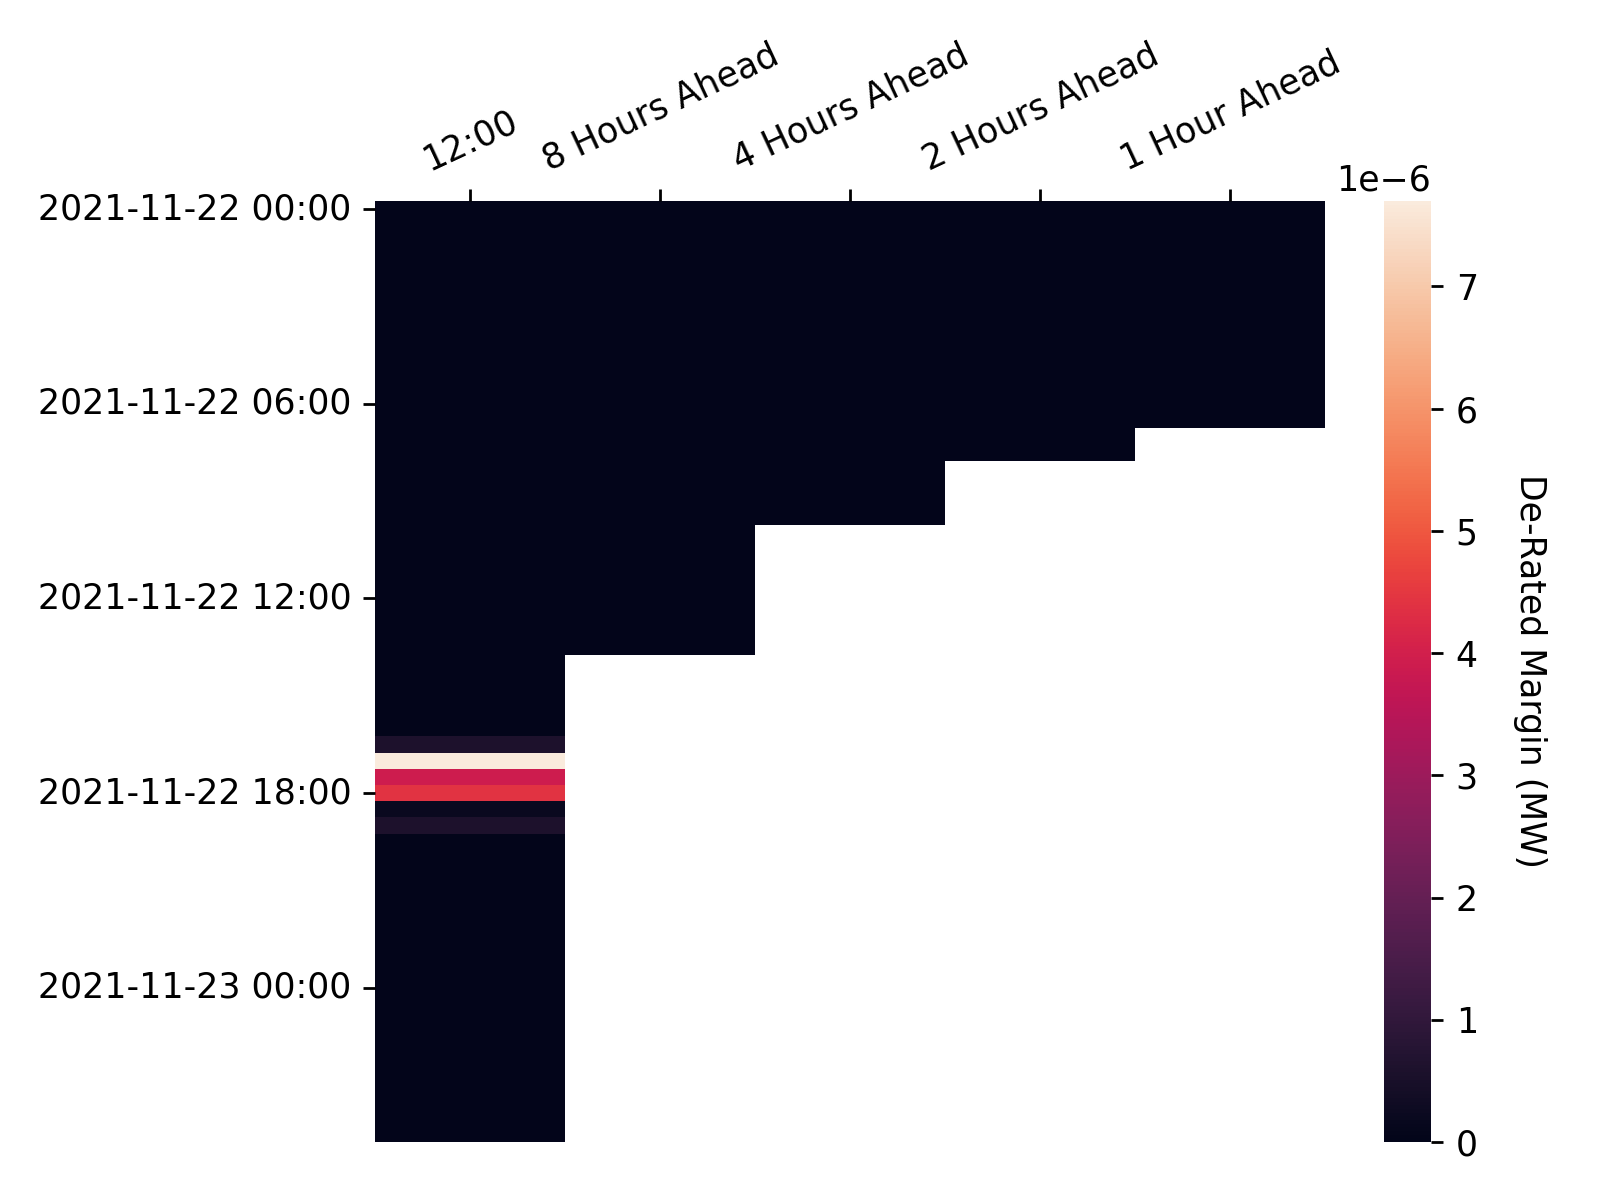 12:00
8 Hours Ahead
4 Hours Ahead
2 Hours Ahead
1 Hour Ahead
1e−6
2021-11-22 00:00
2021-11-22 06:00
2021-11-22 12:00
2021-11-22 18:00
2021-11-23 00:00
7
6
5
4
3
2
1
0
De-Rated Margin (MW)